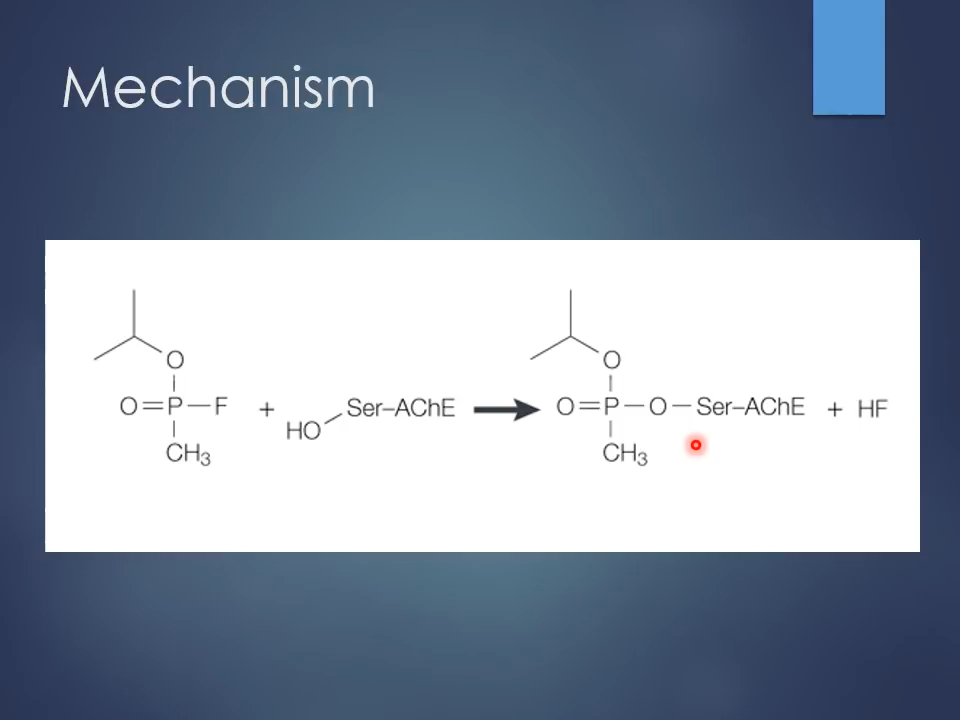 Mechanism
O O
O=P—F + HO Ser–AChE O=P—O—Ser–AChE + HF
CH₃ CH₃